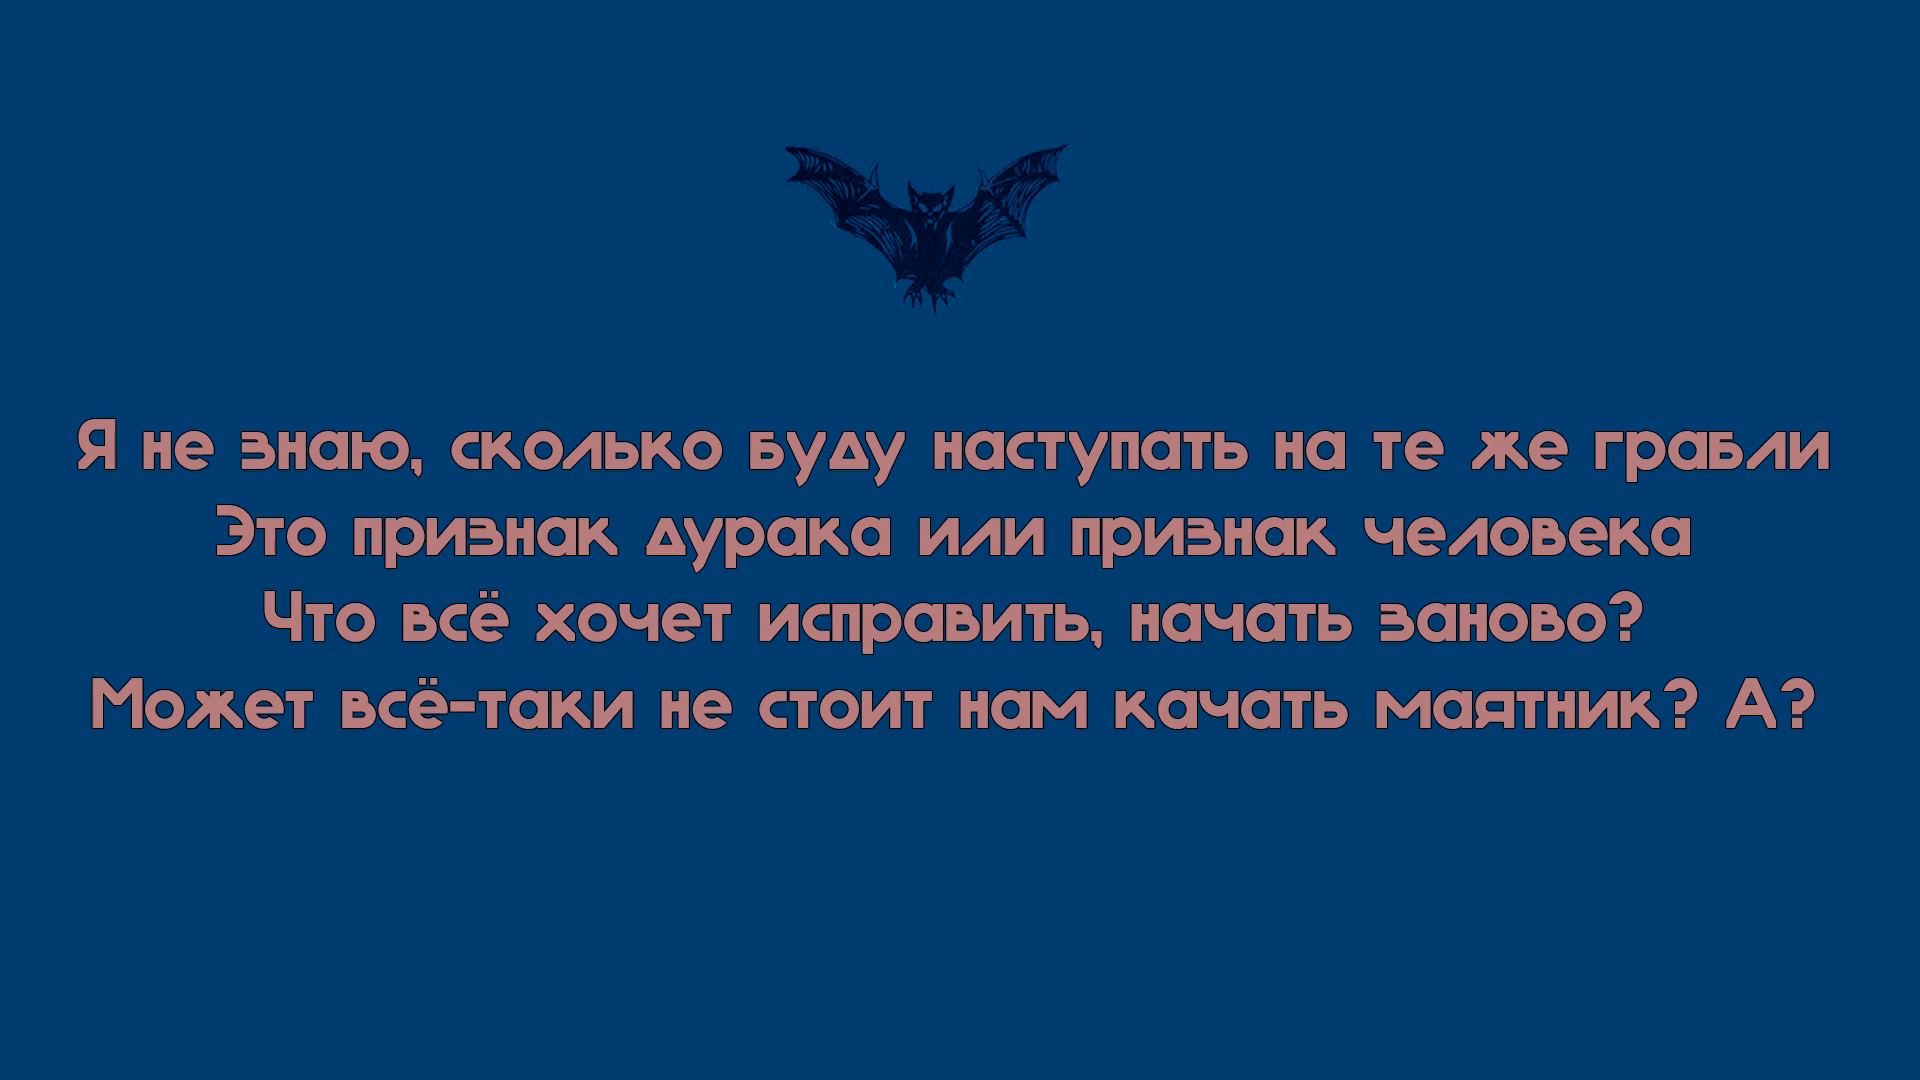 Я не знаю, сколько буду наступать на те же грабли
Это признак дурака или признак человека
Что всё хочет исправить, начать заново?
Может всё-таки не стоит нам качать маятник? А?